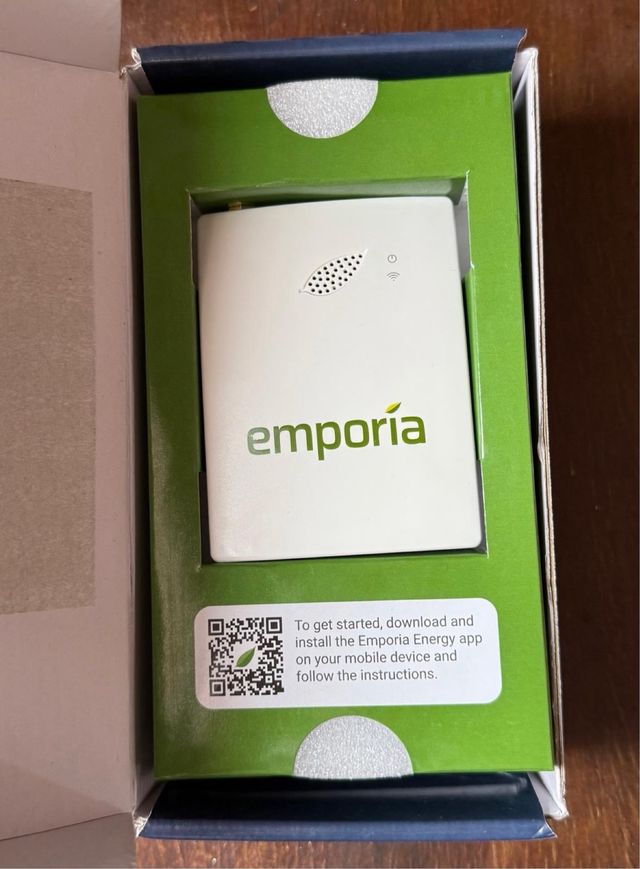 emporia
To get started, download and
install the Emporia Energy app
on your mobile device and
follow the instructions.